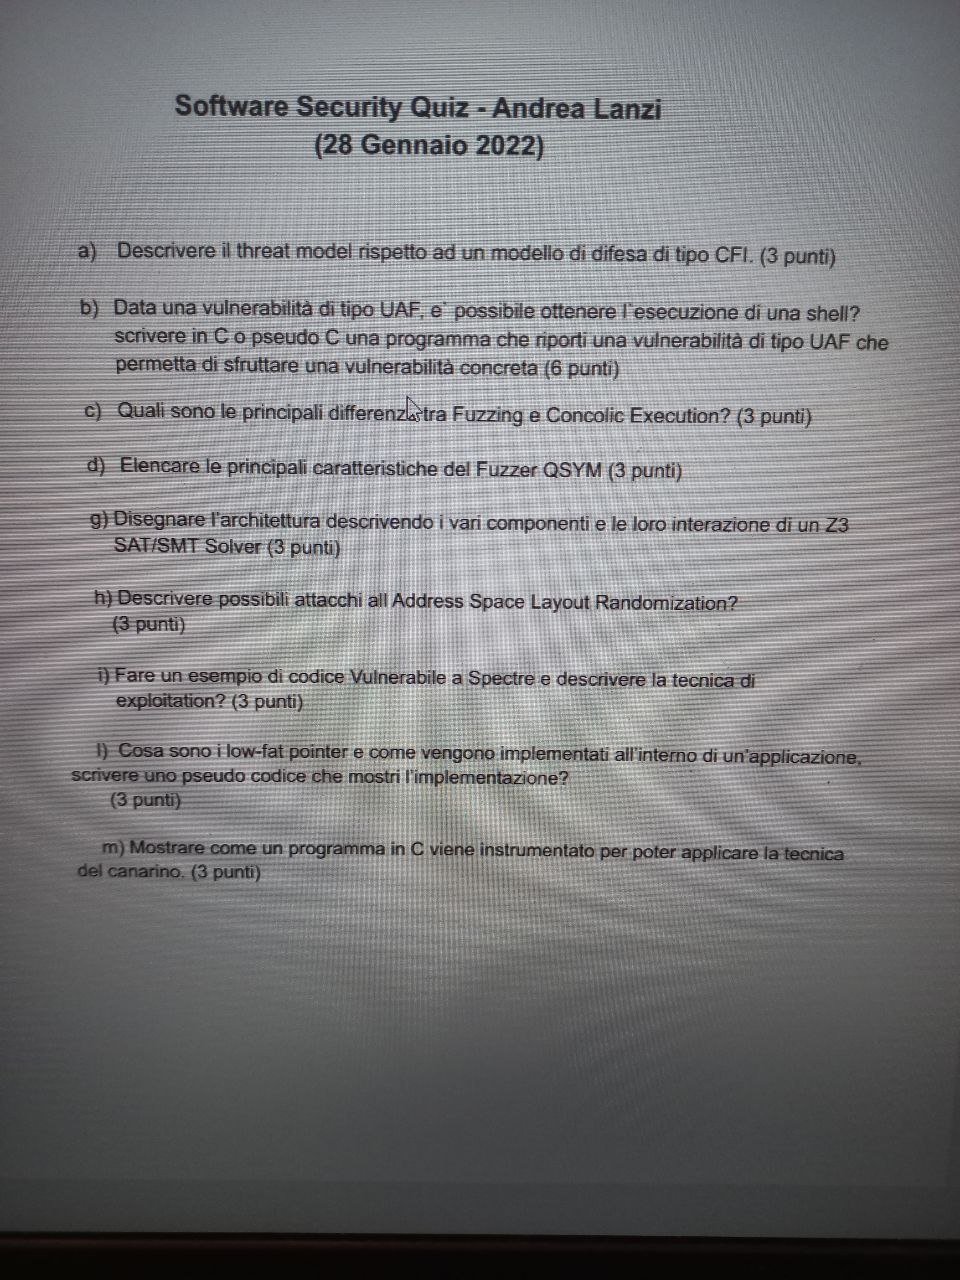 Software Security Quiz - Andrea Lanzi
(28 Gennaio 2022)
a) Descrivere il threat model rispetto ad un modello di difesa di tipo CFI. (3 punti)
b) Data una vulnerabilità di tipo UAF, e` possibile ottenere l`esecuzione di una shell?
scrivere in C o pseudo C una programma che riporti una vulnerabilità di tipo UAF che
permetta di sfruttare una vulnerabilità concreta (6 punti)
c) Quali sono le principali differenze tra Fuzzing e Concolic Execution? (3 punti)
d) Elencare le principali caratteristiche del Fuzzer QSYM (3 punti)
g) Disegnare l'architettura descrivendo i vari componenti e le loro interazione di un Z3
SAT/SMT Solver (3 punti)
h) Descrivere possibili attacchi all Address Space Layout Randomization?
(3 punti)
i) Fare un esempio di codice Vulnerabile a Spectre e descrivere la tecnica di
exploitation? (3 punti)
l) Cosa sono i low-fat pointer e come vengono implementati all'interno di un'applicazione,
scrivere uno pseudo codice che mostri l'implementazione?
(3 punti)
m) Mostrare come un programma in C viene instrumentato per poter applicare la tecnica
del canarino. (3 punti)